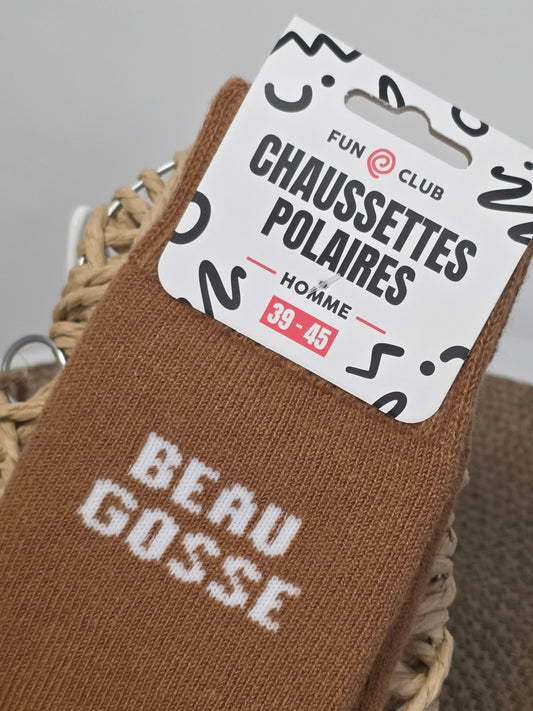 FUN CLUB
CHAUSSETTES
POLAIRES
HOMME
39 - 45
BEAU
GOSSE